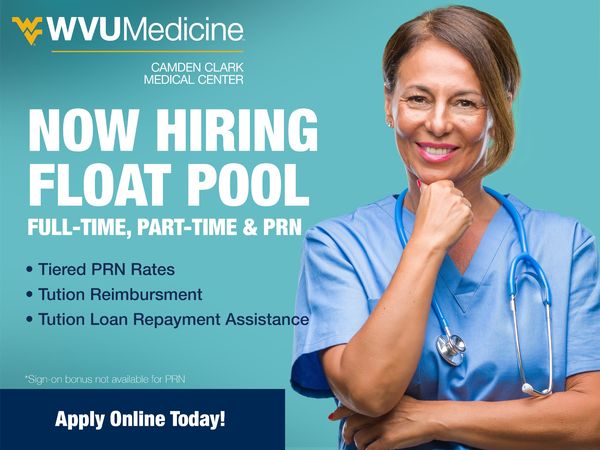 WVUMedicine
CAMDEN CLARK
MEDICAL CENTER
NOW HIRING
FLOAT POOL
FULL-TIME, PART-TIME & PRN
• Tiered PRN Rates
• Tution Reimbursment
• Tution Loan Repayment Assistance
*Sign-on bonus not available for PRN
Apply Online Today!